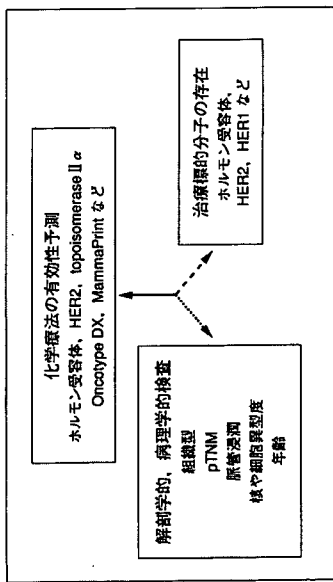 化学療法の有効性予測
ホルモン受容体、HER2、topoisomerase II α
Oncotype DX、MammaPrint など
解剖学的、病理学的検査
組織型
pTNM
脈管浸潤
核や細胞異型度
年齢
治療標的分子の存在
ホルモン受容体、
HER2、HER1 など